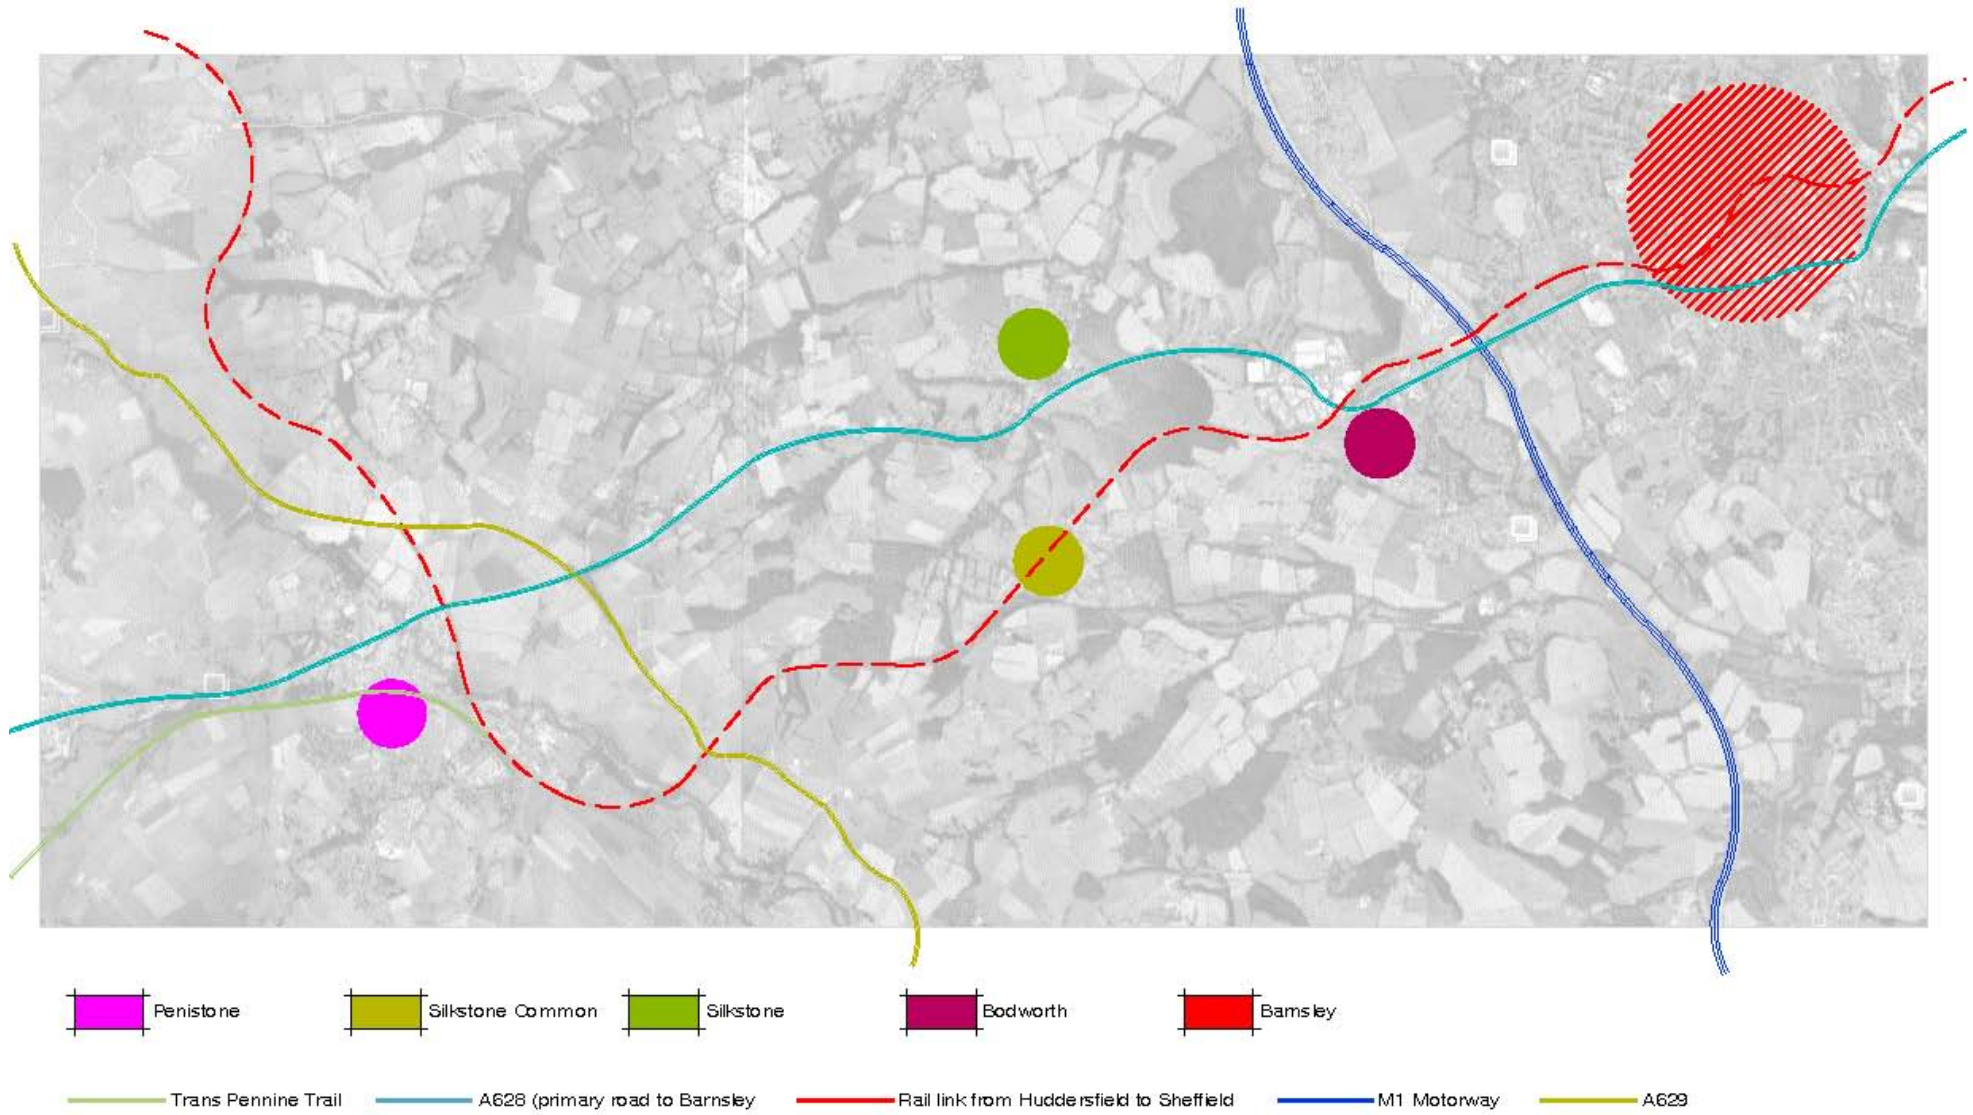 Penistone
Silkstone Common
Silkstone
Bodworth
Barnsley
Trans Pennine Trail
A628 (primary road to Barnsley
Rail link from Huddersfield to Sheffield
M1 Motorway
A629